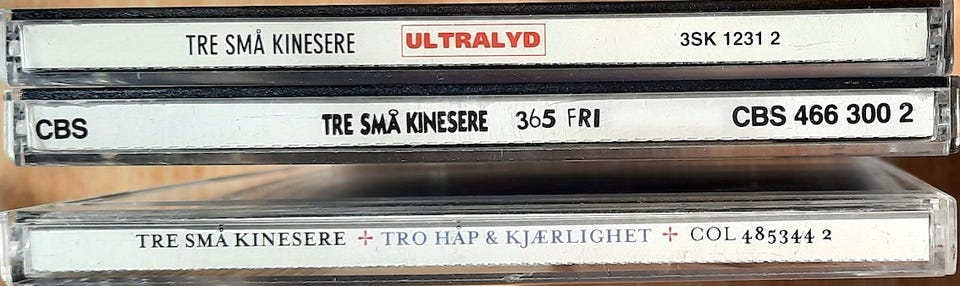 TRE SMÅ KINESERE ULTRALYD 3SK 1231 2
CBS TRE SMÅ KINESERE 365 FRI CBS 466 300 2
TRE SMÅ KINESERE + TRO HÅP & KJÆRLIGHET + COL 485344 2